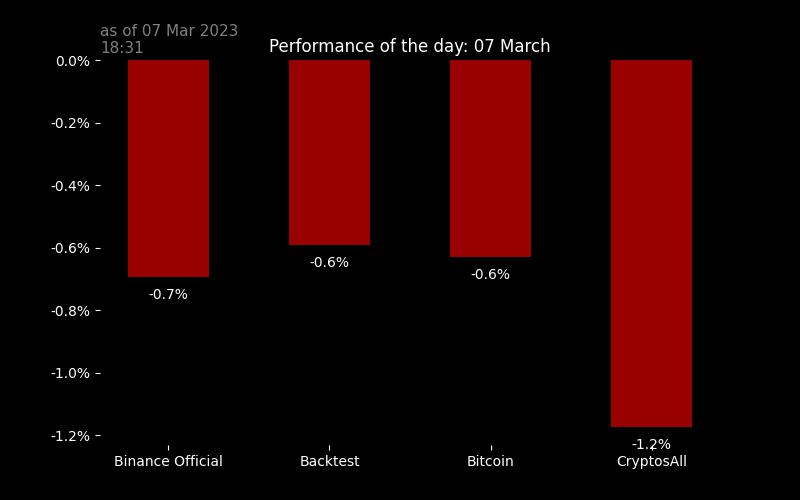 as of 07 Mar 2023
18:31
Performance of the day: 07 March
0.0%
-0.2%
-0.4%
-0.6%
-0.8%
-1.0%
-1.2%
-0.7%
-0.6%
-0.6%
-1.2%
Binance Official
Backtest
Bitcoin
CryptosAll